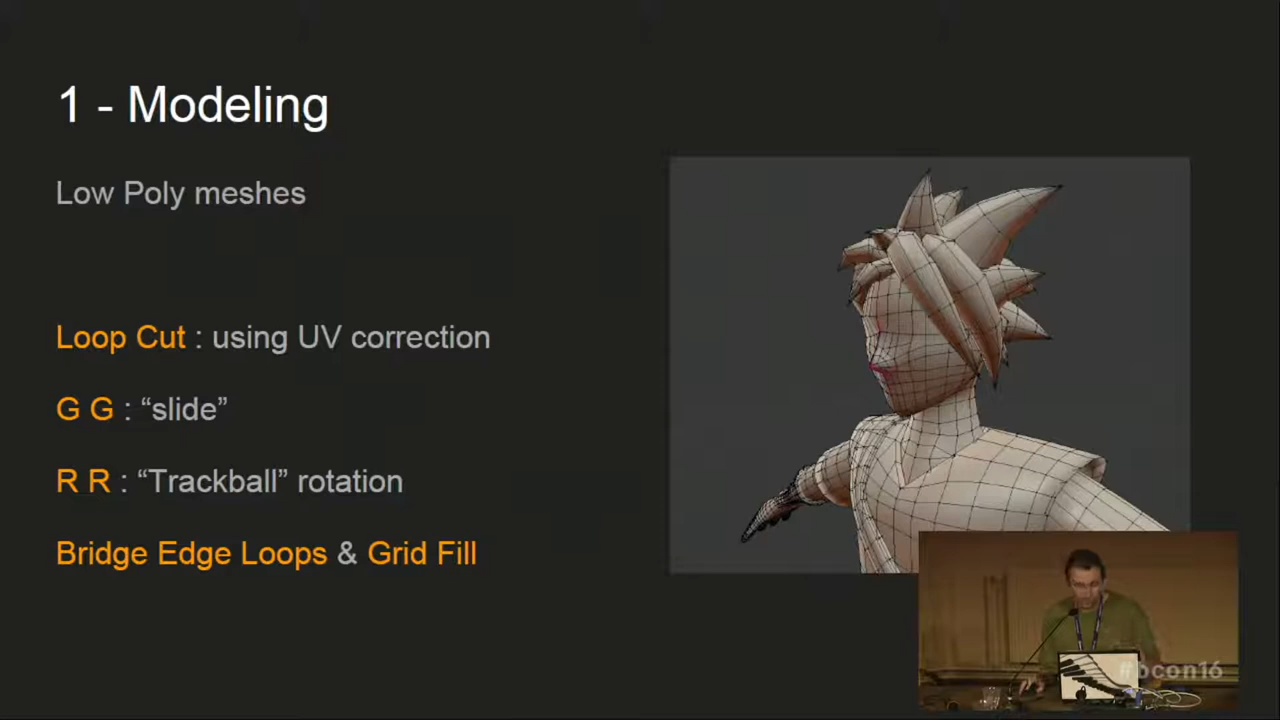 1 - Modeling
Low Poly meshes
Loop Cut : using UV correction
G G : “slide”
R R : “Trackball” rotation
Bridge Edge Loops & Grid Fill
#bcon16